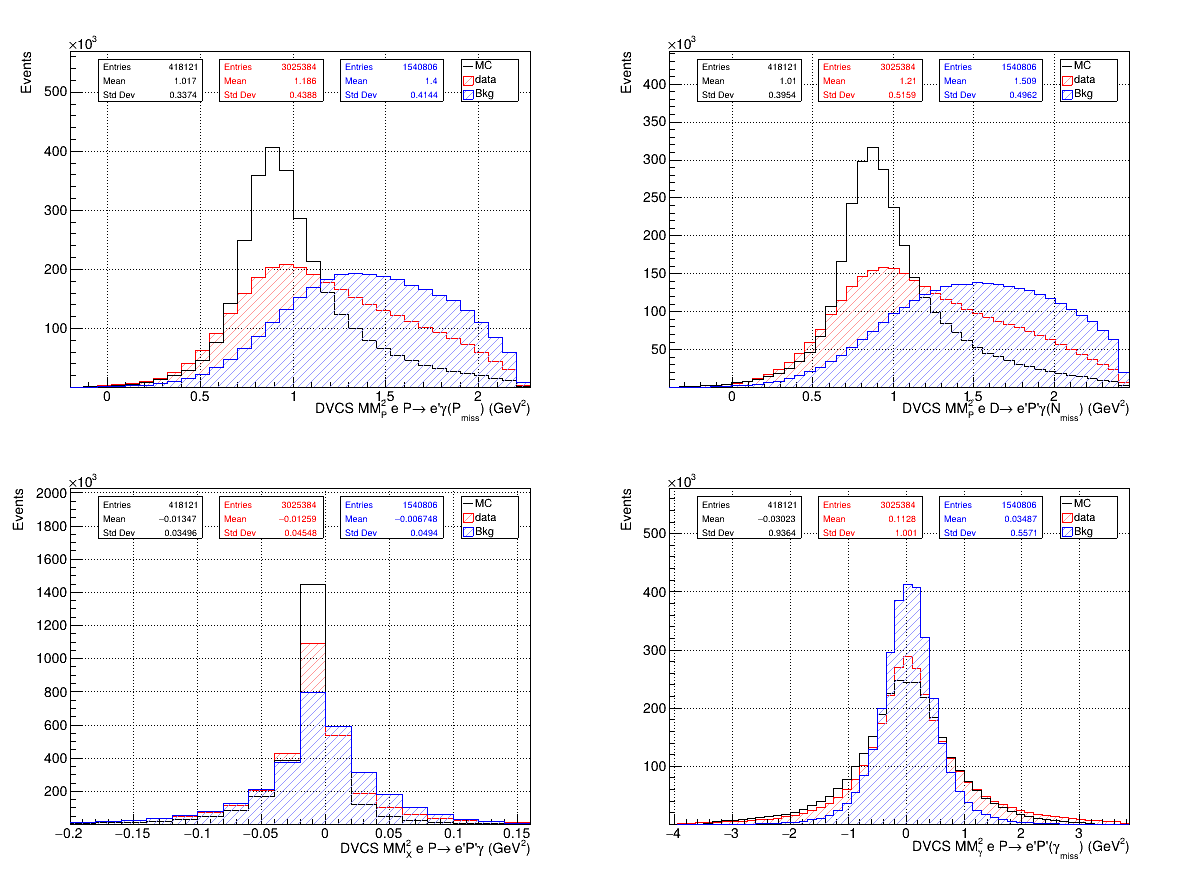 ×10³
Events
Entries 418121
Mean 1.017
Std Dev 0.3374
Entries 3025384
Mean 1.186
Std Dev 0.4388
Entries 1540806
Mean 1.4
Std Dev 0.4144
MC
data
Bkg
500
400
300
200
100
0 0.5 1 1.5 2
DVCS MM²_P e P→ e'γ(P_miss) (GeV²)
×10³
Events
Entries 418121
Mean 1.01
Std Dev 0.3954
Entries 3025384
Mean 1.21
Std Dev 0.5159
Entries 1540806
Mean 1.509
Std Dev 0.4962
MC
data
Bkg
400
350
300
250
200
150
100
50
0 0.5 1 1.5 2
DVCS MM²_P e D→ e'P'γ(N_miss) (GeV²)
×10³
Events
Entries 418121
Mean −0.01347
Std Dev 0.03496
Entries 3025384
Mean −0.01259
Std Dev 0.04548
Entries 1540806
Mean −0.006748
Std Dev 0.0494
MC
data
Bkg
2000
1800
1600
1400
1200
1000
800
600
400
200
−0.2 −0.15 −0.1 −0.05 0 0.05 0.1 0.15
DVCS MM²_X e P→ e'P'γ (GeV²)
×10³
Events
Entries 418121
Mean −0.03023
Std Dev 0.9364
Entries 3025384
Mean 0.1128
Std Dev 1.001
Entries 1540806
Mean 0.03487
Std Dev 0.5571
MC
data
Bkg
500
400
300
200
100
−4 −3 −2 −1 0 1 2 3
DVCS MM²_γ e P→ e'P'(γ_miss) (GeV²)